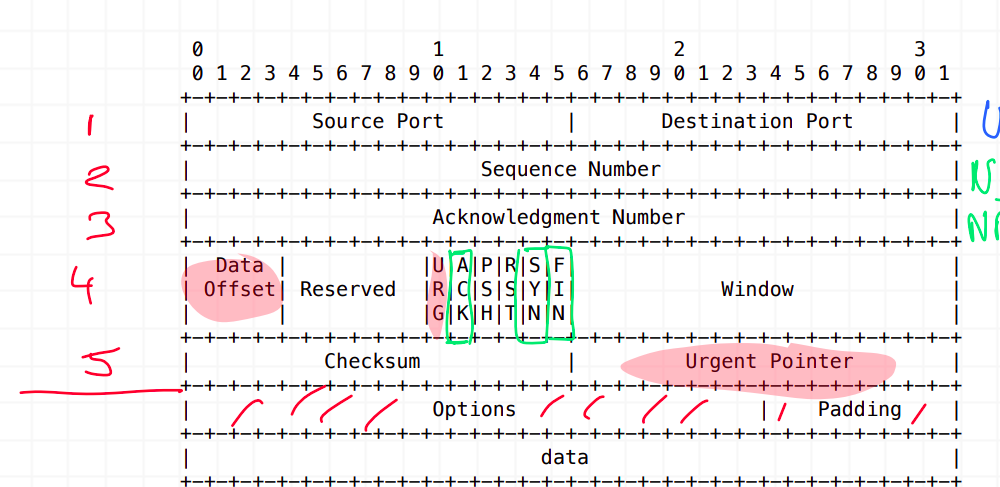 0 1 2 3
0 1 2 3 4 5 6 7 8 9 0 1 2 3 4 5 6 7 8 9 0 1 2 3 4 5 6 7 8 9 0 1
+-+-+-+-+-+-+-+-+-+-+-+-+-+-+-+-+-+-+-+-+-+-+-+-+-+-+-+-+-+-+-+-+
1 | Source Port | Destination Port | U
+-+-+-+-+-+-+-+-+-+-+-+-+-+-+-+-+-+-+-+-+-+-+-+-+-+-+-+-+-+-+-+-+
2 | Sequence Number |
+-+-+-+-+-+-+-+-+-+-+-+-+-+-+-+-+-+-+-+-+-+-+-+-+-+-+-+-+-+-+-+-+
3 | Acknowledgment Number |
+-+-+-+-+-+-+-+-+-+-+-+-+-+-+-+-+-+-+-+-+-+-+-+-+-+-+-+-+-+-+-+-+
| Data | |U|A|P|R|S|F| |
4 | Offset| Reserved |R|C|S|S|Y|I| Window |
| | |G|K|H|T|N|N| |
+-+-+-+-+-+-+-+-+-+-+-+-+-+-+-+-+-+-+-+-+-+-+-+-+-+-+-+-+-+-+-+-+
5 | Checksum | Urgent Pointer |
+-+-+-+-+-+-+-+-+-+-+-+-+-+-+-+-+-+-+-+-+-+-+-+-+-+-+-+-+-+-+-+-+
| Options | Padding |
+-+-+-+-+-+-+-+-+-+-+-+-+-+-+-+-+-+-+-+-+-+-+-+-+-+-+-+-+-+-+-+-+
| data |
+-+-+-+-+-+-+-+-+-+-+-+-+-+-+-+-+-+-+-+-+-+-+-+-+-+-+-+-+-+-+-+-+